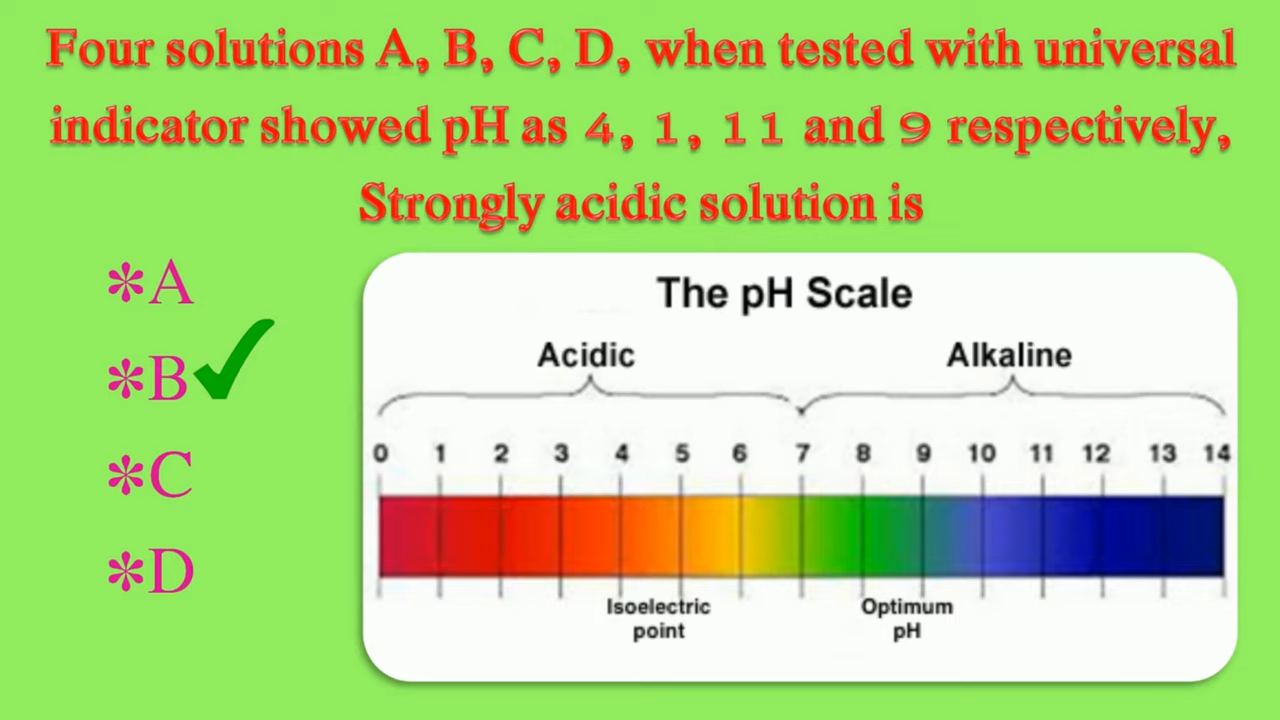 Four solutions A, B, C, D, when tested with universal
indicator showed pH as 4, 1, 11 and 9 respectively,
Strongly acidic solution is
*A
*B
*C
*D
The pH Scale
Acidic Alkaline
0 1 2 3 4 5 6 7 8 9 10 11 12 13 14
Isoelectric Optimum
point pH